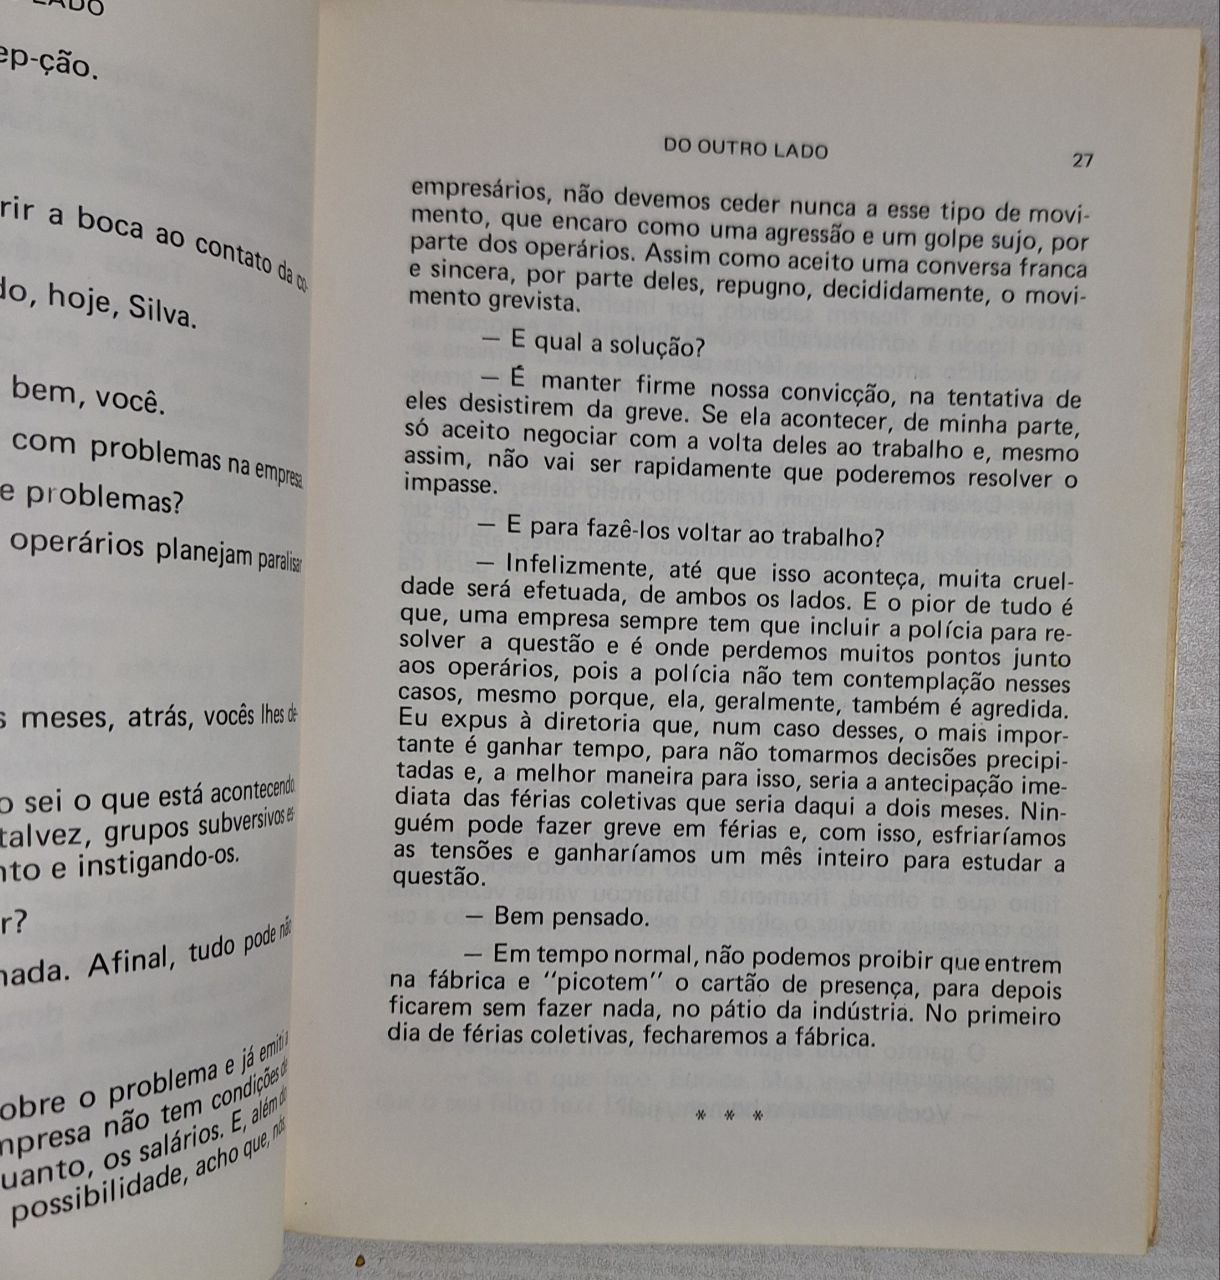 LADO
ep-ção.
rir a boca ao contato da co-
do, hoje, Silva.
bem, você.
com problemas na empresa
e problemas?
operários planejam paralisar
s meses, atrás, vocês lhes de-
o sei o que está acontecendo.
talvez, grupos subversivos es-
nto e instigando-os.
r?
nada. Afinal, tudo pode não
obre o problema e já emiti a
mpresa não tem condições de
uanto, os salários. E, além da
possibilidade, acho que, nós
DO OUTRO LADO 27
empresários, não devemos ceder nunca a esse tipo de movi-
mento, que encaro como uma agressão e um golpe sujo, por
parte dos operários. Assim como aceito uma conversa franca
e sincera, por parte deles, repugno, decididamente, o movi-
mento grevista.
— E qual a solução?
— É manter firme nossa convicção, na tentativa de
eles desistirem da greve. Se ela acontecer, de minha parte,
só aceito negociar com a volta deles ao trabalho e, mesmo
assim, não vai ser rapidamente que poderemos resolver o
impasse.
— E para fazê-los voltar ao trabalho?
— Infelizmente, até que isso aconteça, muita cruel-
dade será efetuada, de ambos os lados. E o pior de tudo é
que, uma empresa sempre tem que incluir a polícia para re-
solver a questão e é onde perdemos muitos pontos junto
aos operários, pois a polícia não tem contemplação nesses
casos, mesmo porque, ela, geralmente, também é agredida.
Eu expus à diretoria que, num caso desses, o mais impor-
tante é ganhar tempo, para não tomarmos decisões precipi-
tadas e, a melhor maneira para isso, seria a antecipação ime-
diata das férias coletivas que seria daqui a dois meses. Nin-
guém pode fazer greve em férias e, com isso, esfriaríamos
as tensões e ganharíamos um mês inteiro para estudar a
questão.
— Bem pensado.
— Em tempo normal, não podemos proibir que entrem
na fábrica e "picotem" o cartão de presença, para depois
ficarem sem fazer nada, no pátio da indústria. No primeiro
dia de férias coletivas, fecharemos a fábrica.
* * *